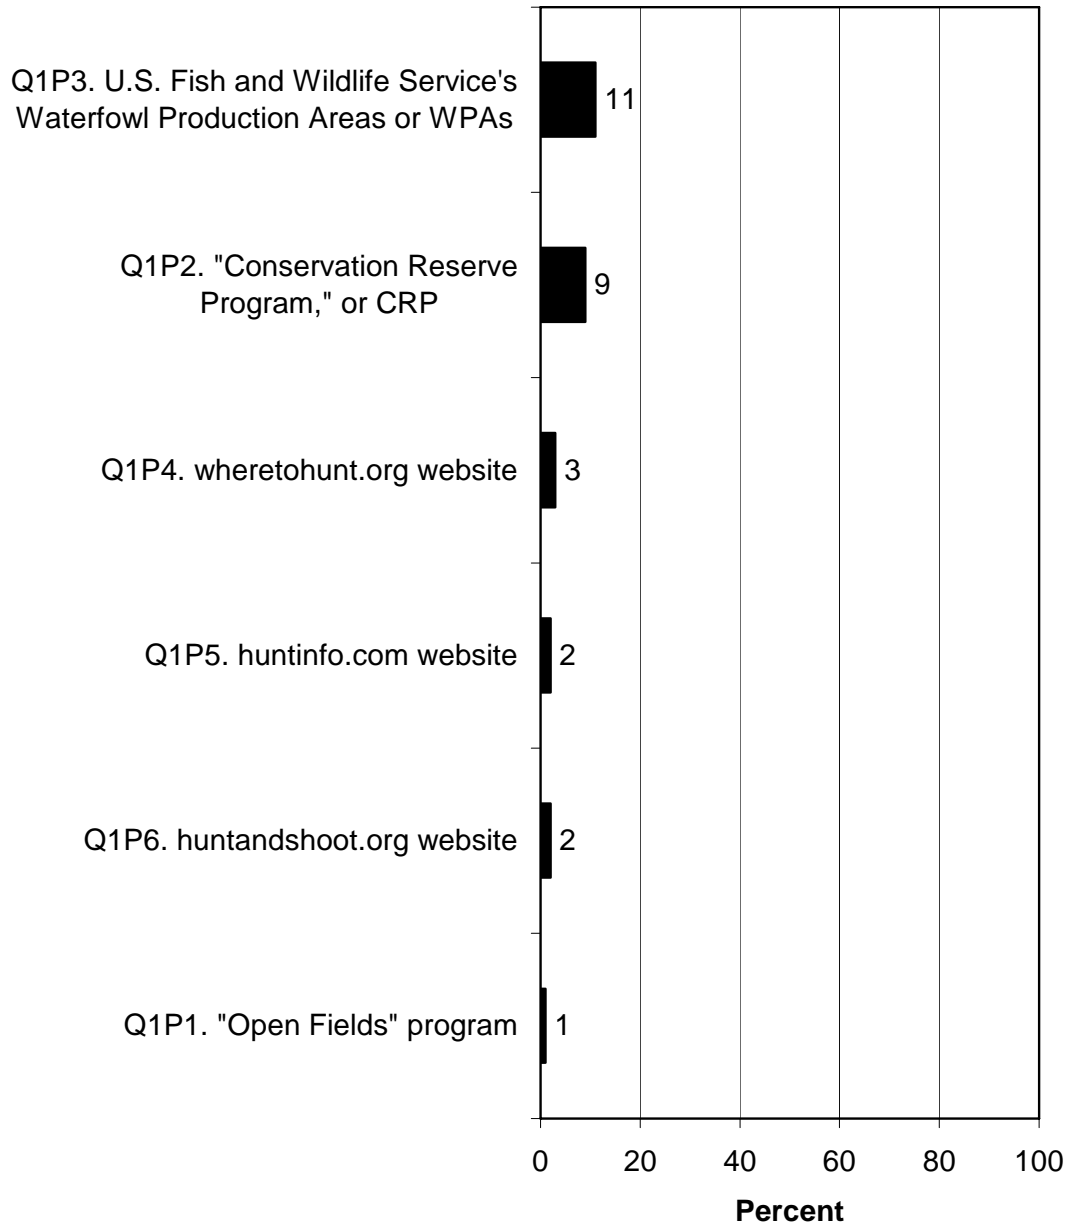 Q1P3. U.S. Fish and Wildlife Service's
Waterfowl Production Areas or WPAs
11
Q1P2. "Conservation Reserve
Program," or CRP
9
Q1P4. wheretohunt.org website
3
Q1P5. huntinfo.com website
2
Q1P6. huntandshoot.org website
2
Q1P1. "Open Fields" program
1
0 20 40 60 80 100
Percent